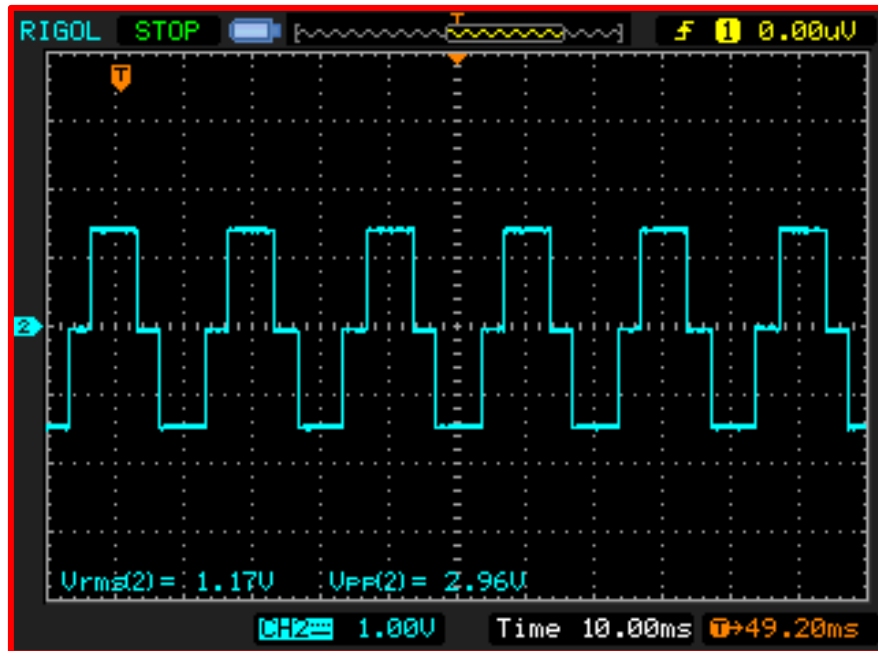 RIGOL STOP T 1 0.00uV
T
2
Vrms(2)= 1.17V Vpp(2)= 2.96V
CH2 1.00V Time 10.00ms T→49.20ms